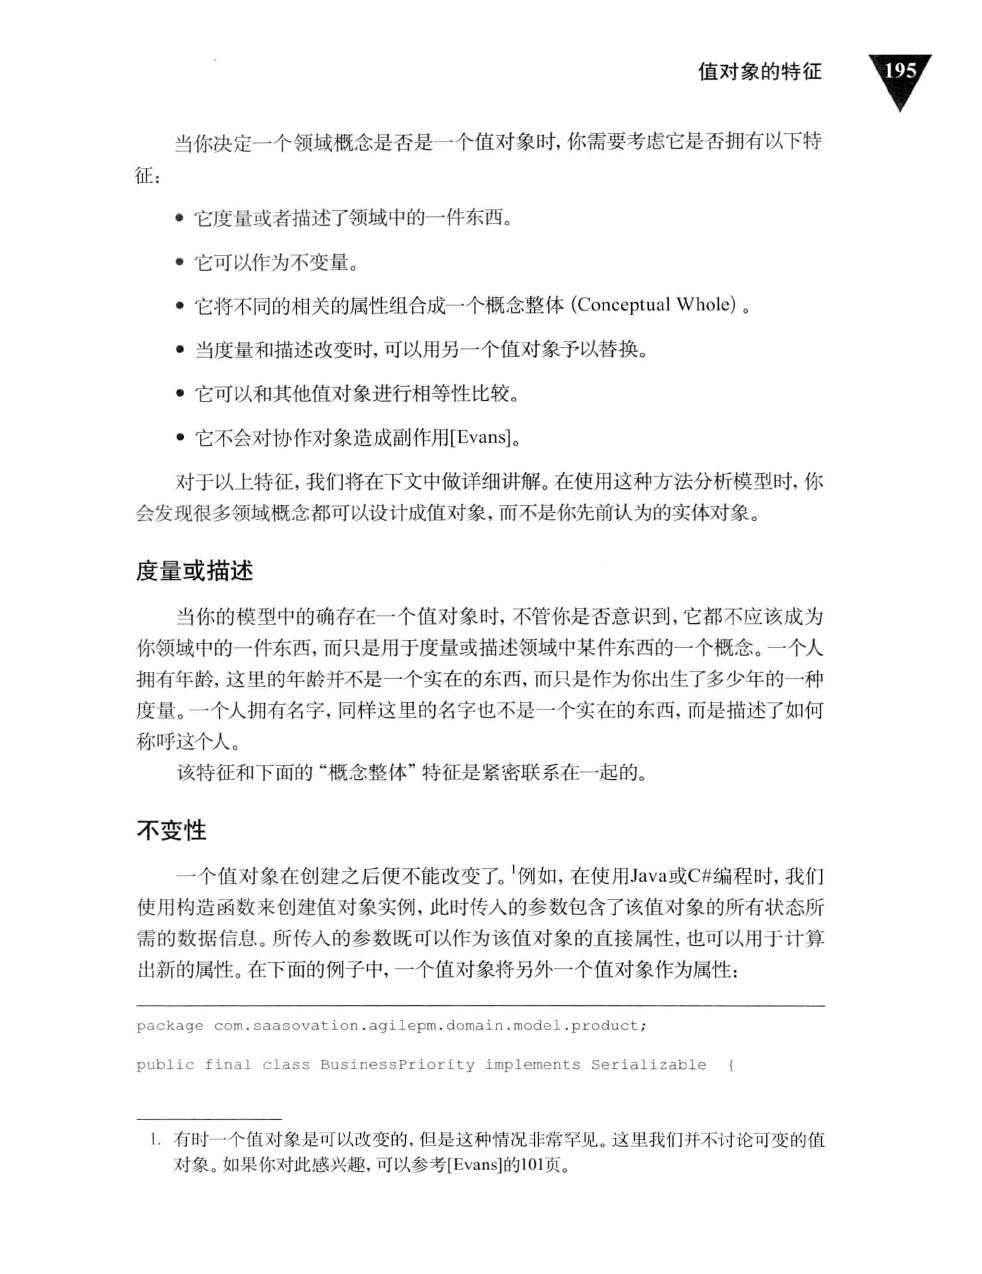 值对象的特征
195
当你决定一个领域概念是否是一个值对象时, 你需要考虑它是否拥有以下特
征:
• 它度量或者描述了领域中的一件东西。
• 它可以作为不变量。
• 它将不同的相关的属性组合成一个概念整体 (Conceptual Whole) 。
• 当度量和描述改变时, 可以用另一个值对象予以替换。
• 它可以和其他值对象进行相等性比较。
• 它不会对协作对象造成副作用[Evans]。
对于以上特征, 我们将在下文中做详细讲解。在使用这种方法分析模型时, 你
会发现很多领域概念都可以设计成值对象, 而不是你先前认为的实体对象。
度量或描述
当你的模型中的确存在一个值对象时, 不管你是否意识到, 它都不应该成为
你领域中的一件东西, 而只是用于度量或描述领域中某件东西的一个概念。一个人
拥有年龄, 这里的年龄并不是一个实在的东西, 而只是作为你出生了多少年的一种
度量。一个人拥有名字, 同样这里的名字也不是一个实在的东西, 而是描述了如何
称呼这个人。
该特征和下面的“概念整体”特征是紧密联系在一起的。
不变性
一个值对象在创建之后便不能改变了。¹例如, 在使用Java或C#编程时, 我们
使用构造函数来创建值对象实例, 此时传入的参数包含了该值对象的所有状态所
需的数据信息。所传入的参数既可以作为该值对象的直接属性, 也可以用于计算
出新的属性。在下面的例子中, 一个值对象将另外一个值对象作为属性:
package com.saasovation.agilepm.domain.model.product;
public final class BusinessPriority implements Serializable {
1. 有时一个值对象是可以改变的, 但是这种情况非常罕见。这里我们并不讨论可变的值
对象。如果你对此感兴趣, 可以参考[Evans]的101页。